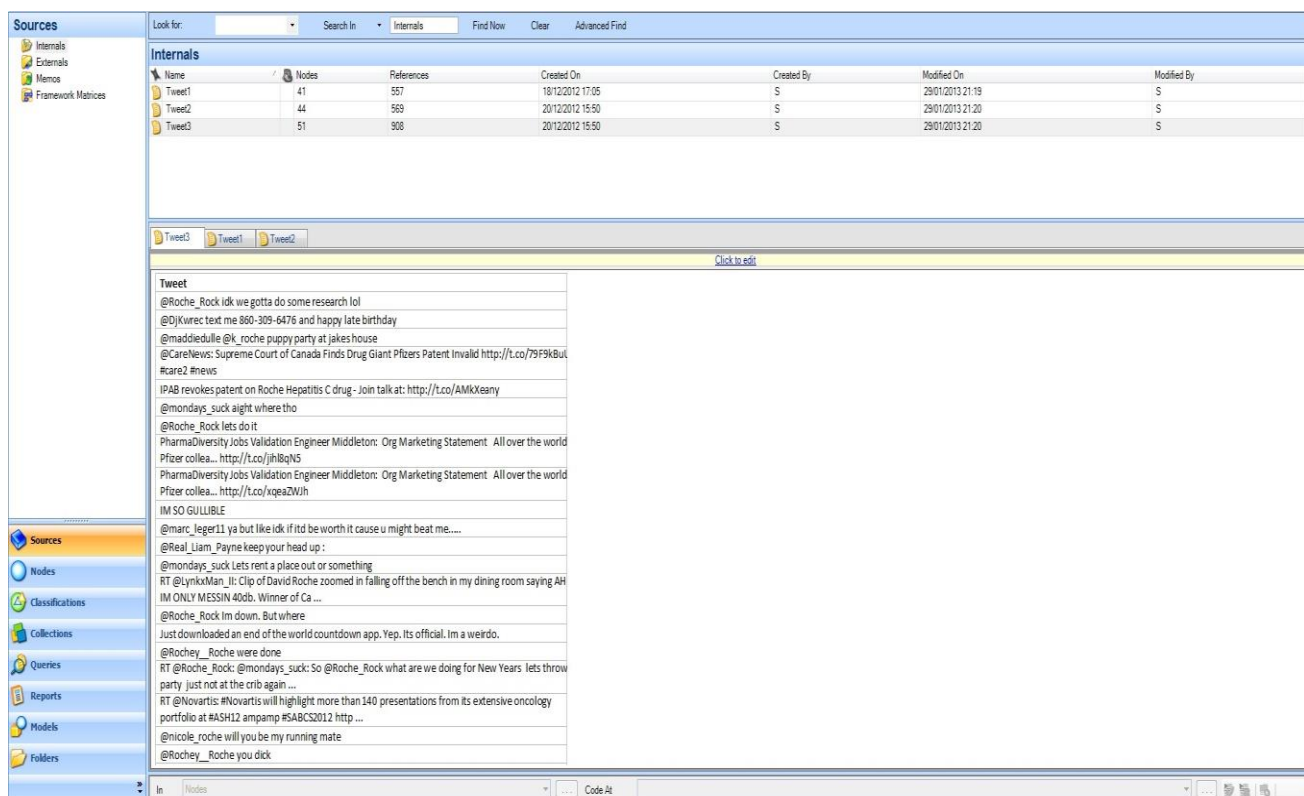 Sources
Internals
Externals
Memos
Framework Matrices
Sources
Nodes
Classifications
Collections
Queries
Reports
Models
Folders
Look for:
Search In
Internals
Find Now
Clear
Advanced Find
Internals
Name Nodes References Created On Created By Modified On Modified By
Tweet1 41 557 18/12/2012 17:05 S 29/01/2013 21:19 S
Tweet2 44 569 20/12/2012 15:50 S 29/01/2013 21:20 S
Tweet3 51 908 20/12/2012 15:50 S 29/01/2013 21:20 S
Tweet3 Tweet1 Tweet2
Click to edit
Tweet
@Roche_Rock idk we gotta do some research lol
@DjKwrec text me 860-309-6476 and happy late birthday
@maddiedulle @k_roche puppy party at jakes house
@CareNews: Supreme Court of Canada Finds Drug Giant Pfizers Patent Invalid http://t.co/79F9kBuU
#care2 #news
IPAB revokes patent on Roche Hepatitis C drug - Join talk at: http://t.co/AMkXeany
@mondays_suck aight where tho
@Roche_Rock lets do it
PharmaDiversity Jobs Validation Engineer Middleton: Org Marketing Statement All over the world
Pfizer collea... http://t.co/jihl8qN5
PharmaDiversity Jobs Validation Engineer Middleton: Org Marketing Statement All over the world
Pfizer collea... http://t.co/xqeaZWJh
IM SO GULLIBLE
@marc_leger11 ya but like idk if itd be worth it cause u might beat me.....
@Real_Liam_Payne keep your head up :
@mondays_suck Lets rent a place out or something
RT @LynkxMan_II: Clip of David Roche zoomed in falling off the bench in my dining room saying AH
IM ONLY MESSIN 40db. Winner of Ca ...
@Roche_Rock Im down. But where
Just downloaded an end of the world countdown app. Yep. Its official. Im a weirdo.
@Rochey__Roche were done
RT @Roche_Rock: @mondays_suck: So @Roche_Rock what are we doing for New Years lets throw
party just not at the crib again ...
RT @Novartis: #Novartis will highlight more than 140 presentations from its extensive oncology
portfolio at #ASH12 ampamp #SABCS2012 http ...
@nicole_roche will you be my running mate
@Rochey__Roche you dick
In Nodes ... Code At ...